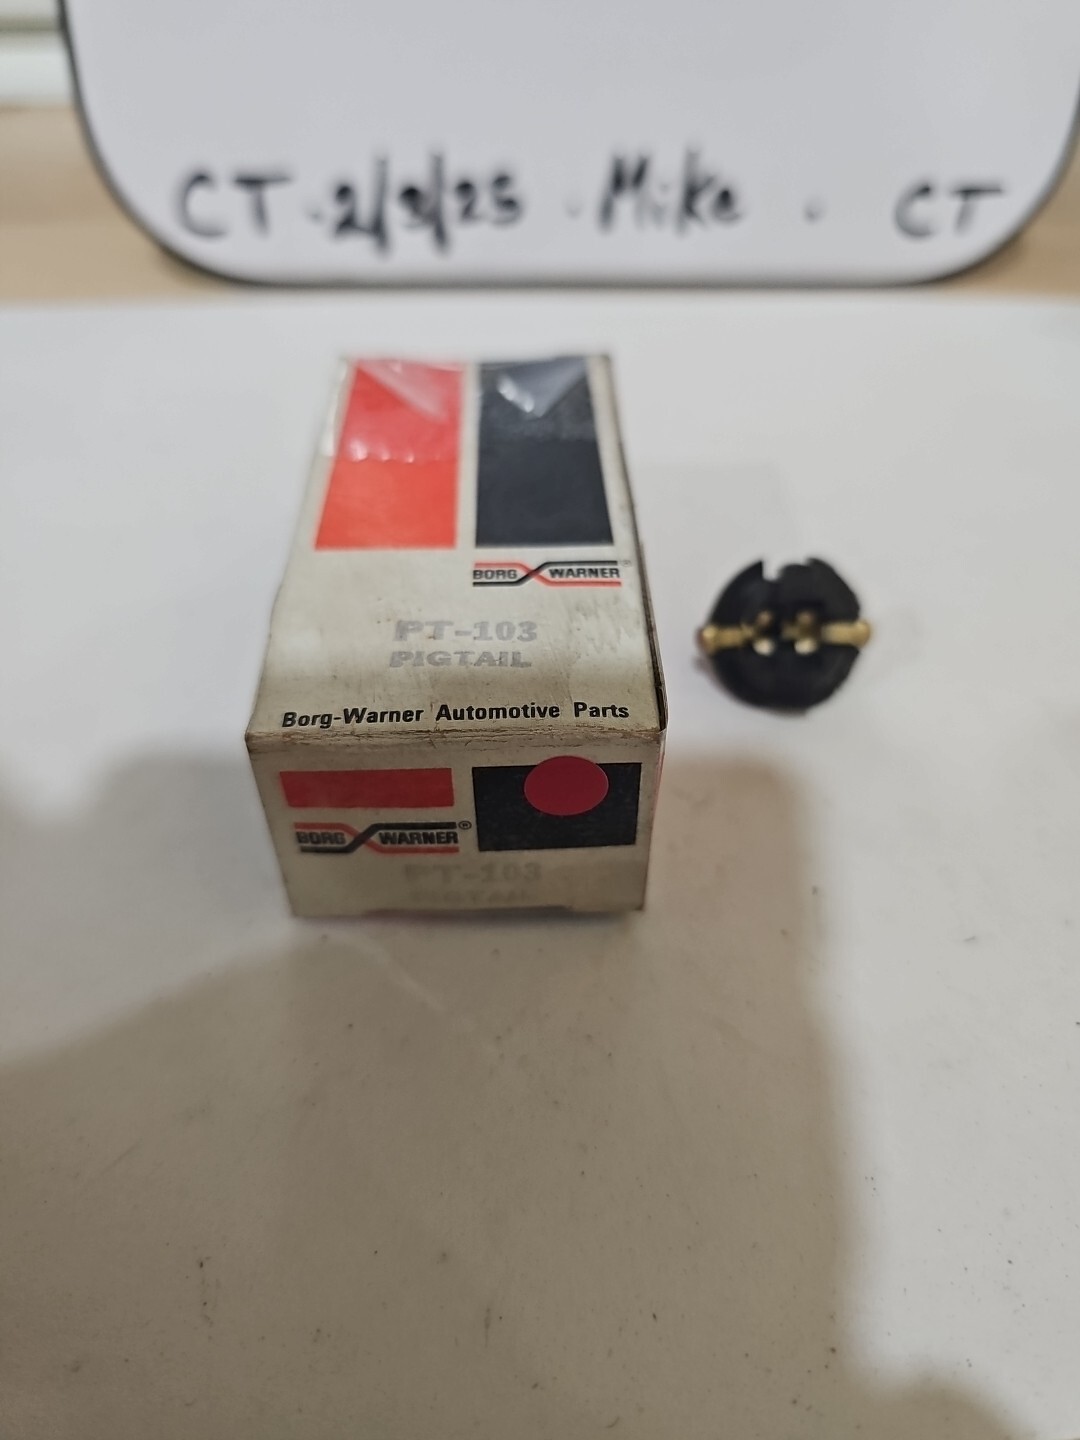 CT . 2/3/25 . Mike . CT
BORG WARNER®
PT-103
PIGTAIL
Borg-Warner Automotive Parts
BORG WARNER®
PT-103
PIGTAIL